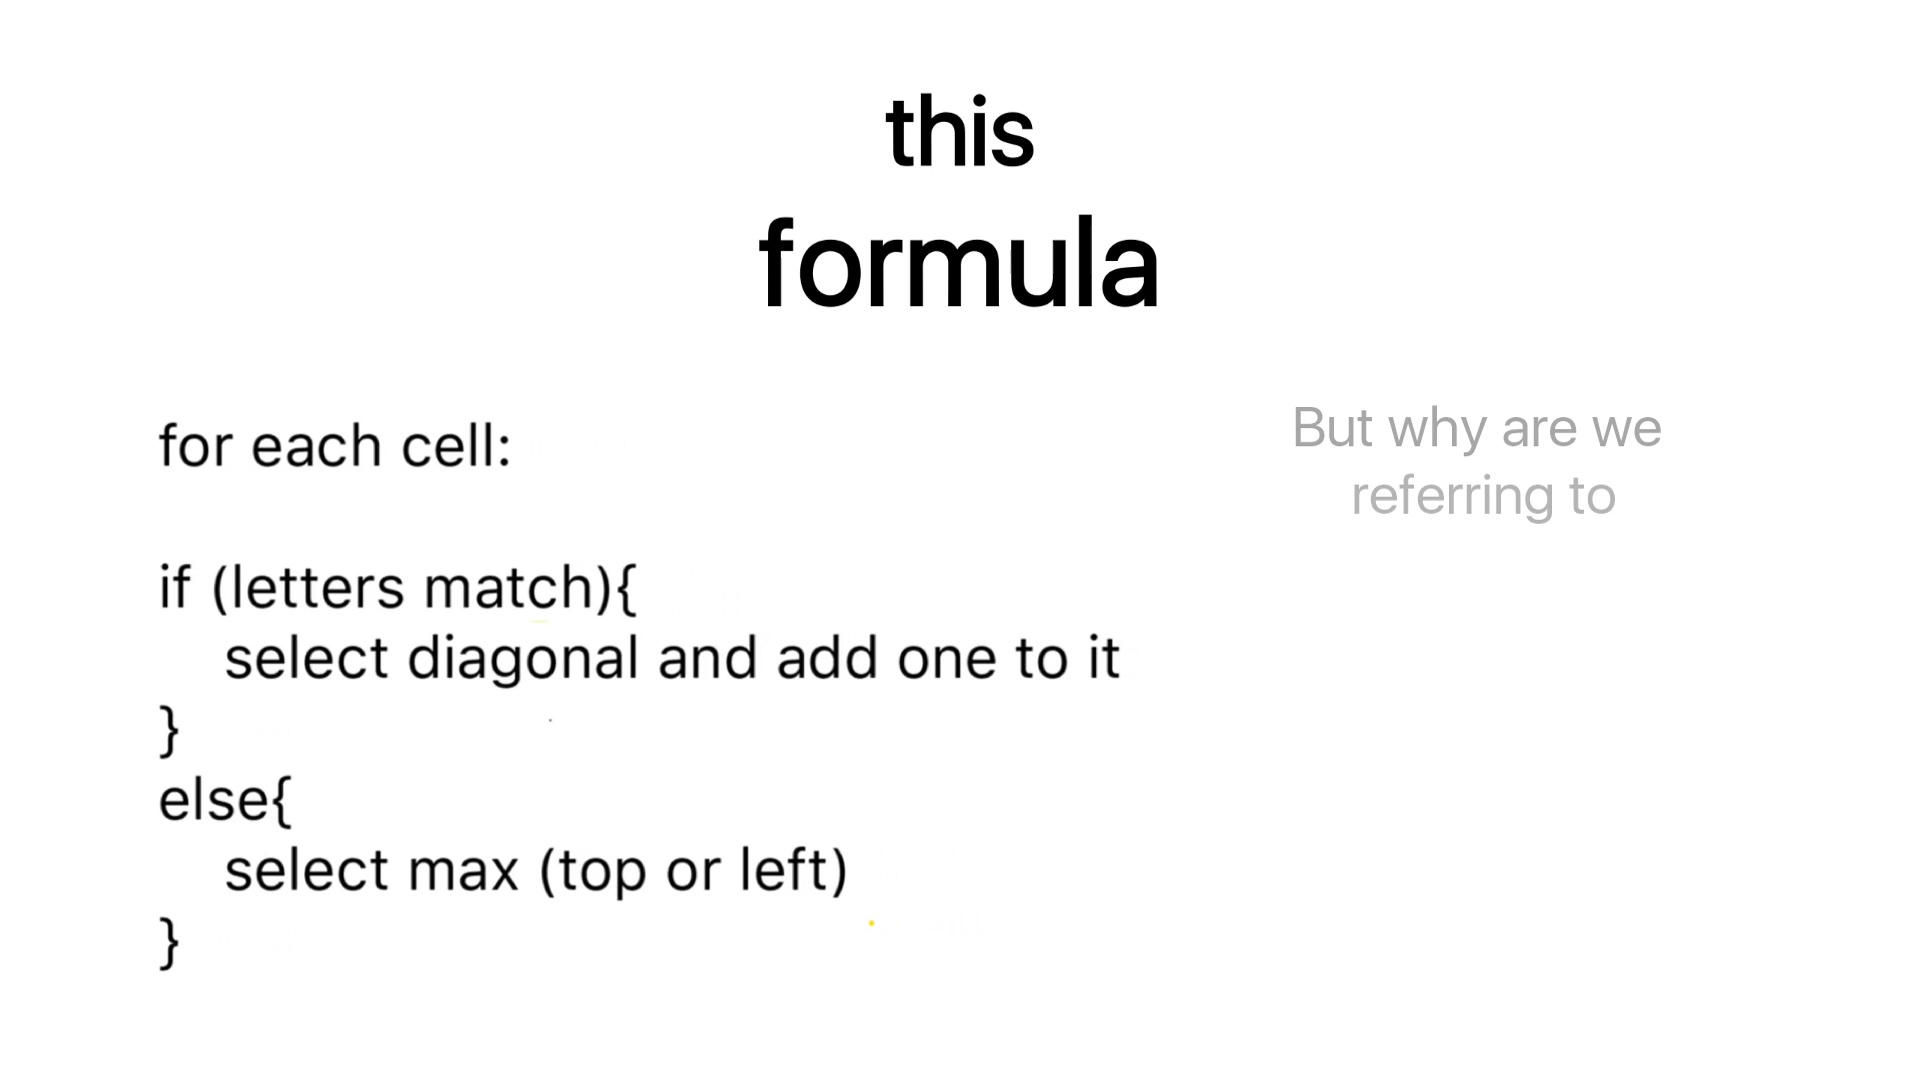 this
formula
for each cell:
But why are we
referring to
if (letters match){
select diagonal and add one to it
}
else{
select max (top or left)
}